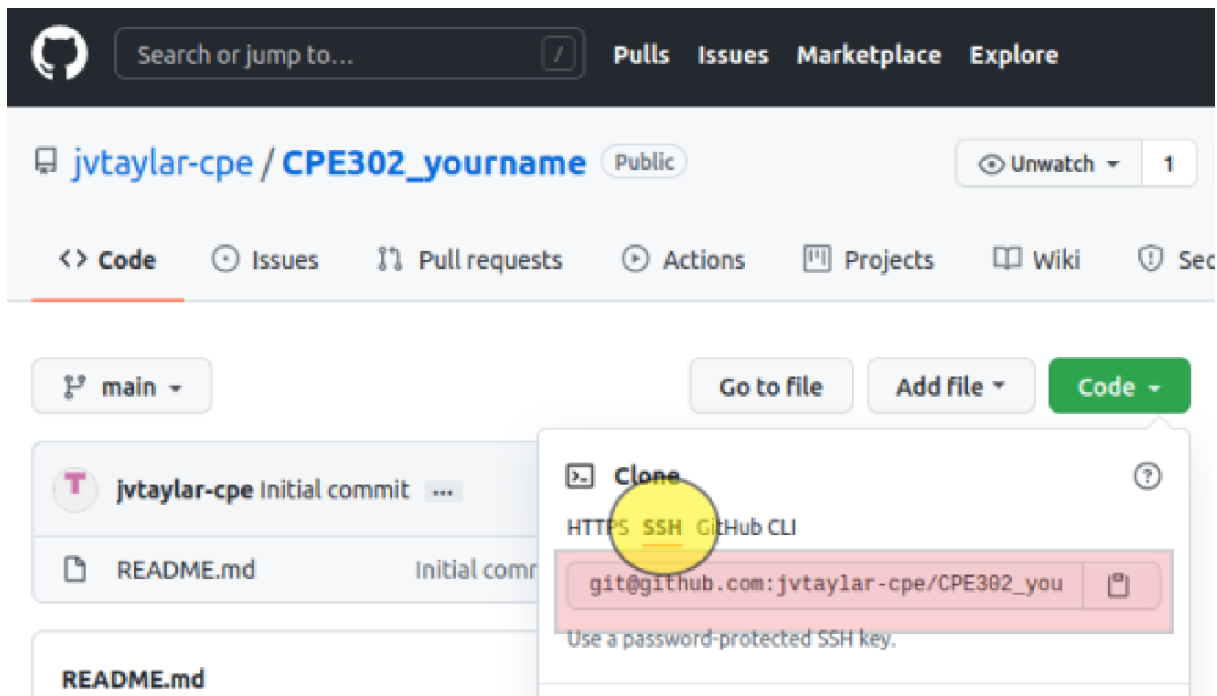 Search or jump to... / Pulls Issues Marketplace Explore
jvtaylar-cpe / CPE302_yourname Public Unwatch 1
<> Code Issues Pull requests Actions Projects Wiki Sec
main Go to file Add file Code
Clone
jvtaylar-cpe Initial commit ...
HTTPS SSH GitHub CLI
README.md Initial comm
git@github.com:jvtaylar-cpe/CPE302_you
Use a password-protected SSH key.
README.md